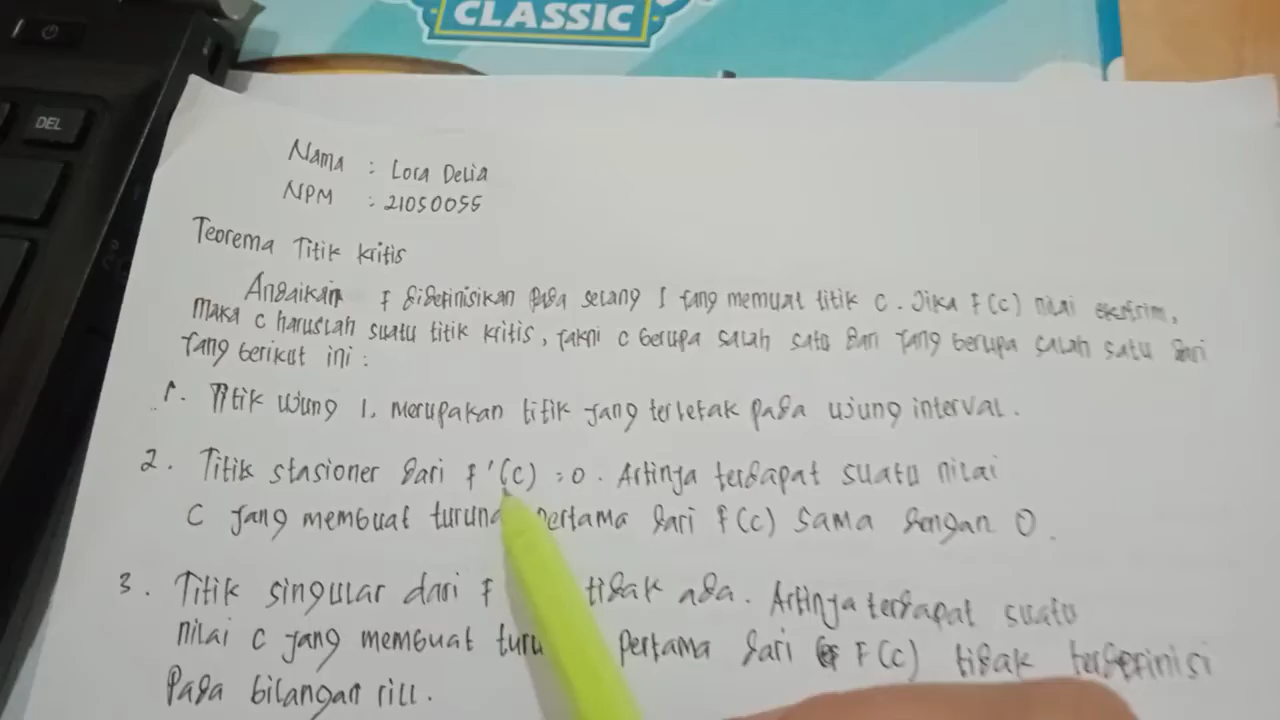 CLASSIC
DEL
Nama : Lora Delia
NPM : 21050055
Teorema Titik kritis
Andaikan f didefinisikan pada selang I yang memuat titik c. Jika f(c) nilai ekstrim,
maka c haruslah suatu titik kritis, yakni c berupa salah satu dari yang berupa salah satu dari
yang berikut ini :
1. Titik ujung I, merupakan titik yang terletak pada ujung interval.
2. Titik stasioner dari f'(c) = 0. Artinya terdapat suatu nilai
c yang membuat pertama dari f(c) sama dengan 0.
3. Titik singular dari f tidak ada. Artinya terdapat suatu
nilai c yang membuat pertama dari f(c) tidak terdefinisi
pada bilangan rill.